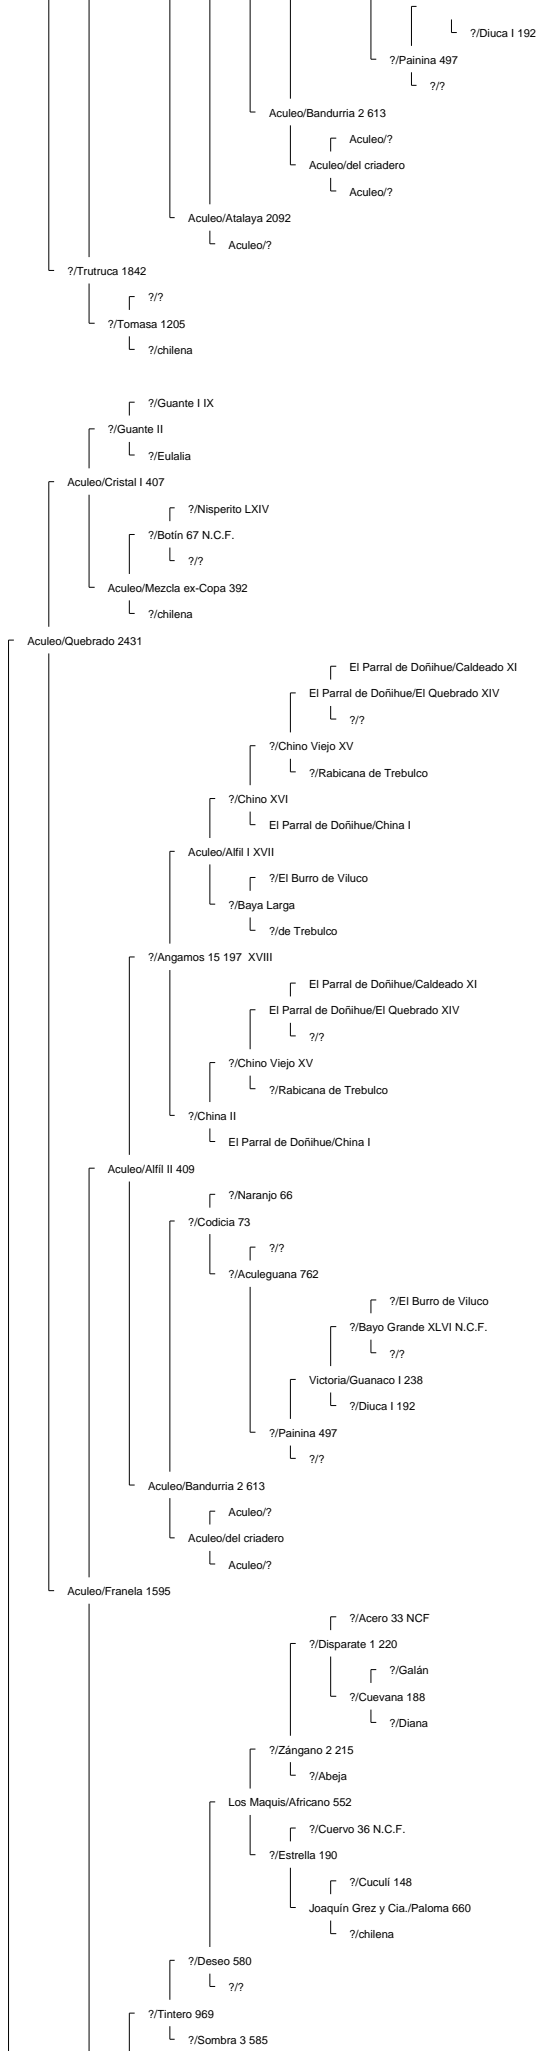 ?/Diuca I 192
?/Painina 497
?/?
Aculeo/Bandurria 2 613
Aculeo/?
Aculeo/del criadero
Aculeo/?
Aculeo/Atalaya 2092
Aculeo/?
?/Trutruca 1842
?/?
?/Tomasa 1205
?/chilena
?/Guante I IX
?/Guante II
?/Eulalia
Aculeo/Cristal I 407
?/Nisperito LXIV
?/Botín 67 N.C.F.
?/?
Aculeo/Mezcla ex-Copa 392
?/chilena
Aculeo/Quebrado 2431
El Parral de Doñihue/Caldeado XI
El Parral de Doñihue/El Quebrado XIV
?/?
?/Chino Viejo XV
?/Rabicana de Trebulco
?/Chino XVI
El Parral de Doñihue/China I
Aculeo/Alfil I XVII
?/El Burro de Viluco
?/Baya Larga
?/de Trebulco
?/Angamos 15 197 XVIII
El Parral de Doñihue/Caldeado XI
El Parral de Doñihue/El Quebrado XIV
?/?
?/Chino Viejo XV
?/Rabicana de Trebulco
?/China II
El Parral de Doñihue/China I
Aculeo/Alfíl II 409
?/Naranjo 66
?/Codicia 73
?/?
?/Aculeguana 762
?/El Burro de Viluco
?/Bayo Grande XLVI N.C.F.
?/?
Victoria/Guanaco I 238
?/Diuca I 192
?/Painina 497
?/?
Aculeo/Bandurria 2 613
Aculeo/?
Aculeo/del criadero
Aculeo/?
Aculeo/Franela 1595
?/Acero 33 NCF
?/Disparate 1 220
?/Galán
?/Cuevana 188
?/Diana
?/Zángano 2 215
?/Abeja
Los Maquis/Africano 552
?/Cuervo 36 N.C.F.
?/Estrella 190
?/Cuculí 148
Joaquín Grez y Cia./Paloma 660
?/chilena
?/Deseo 580
?/?
?/Tintero 969
?/Sombra 3 585